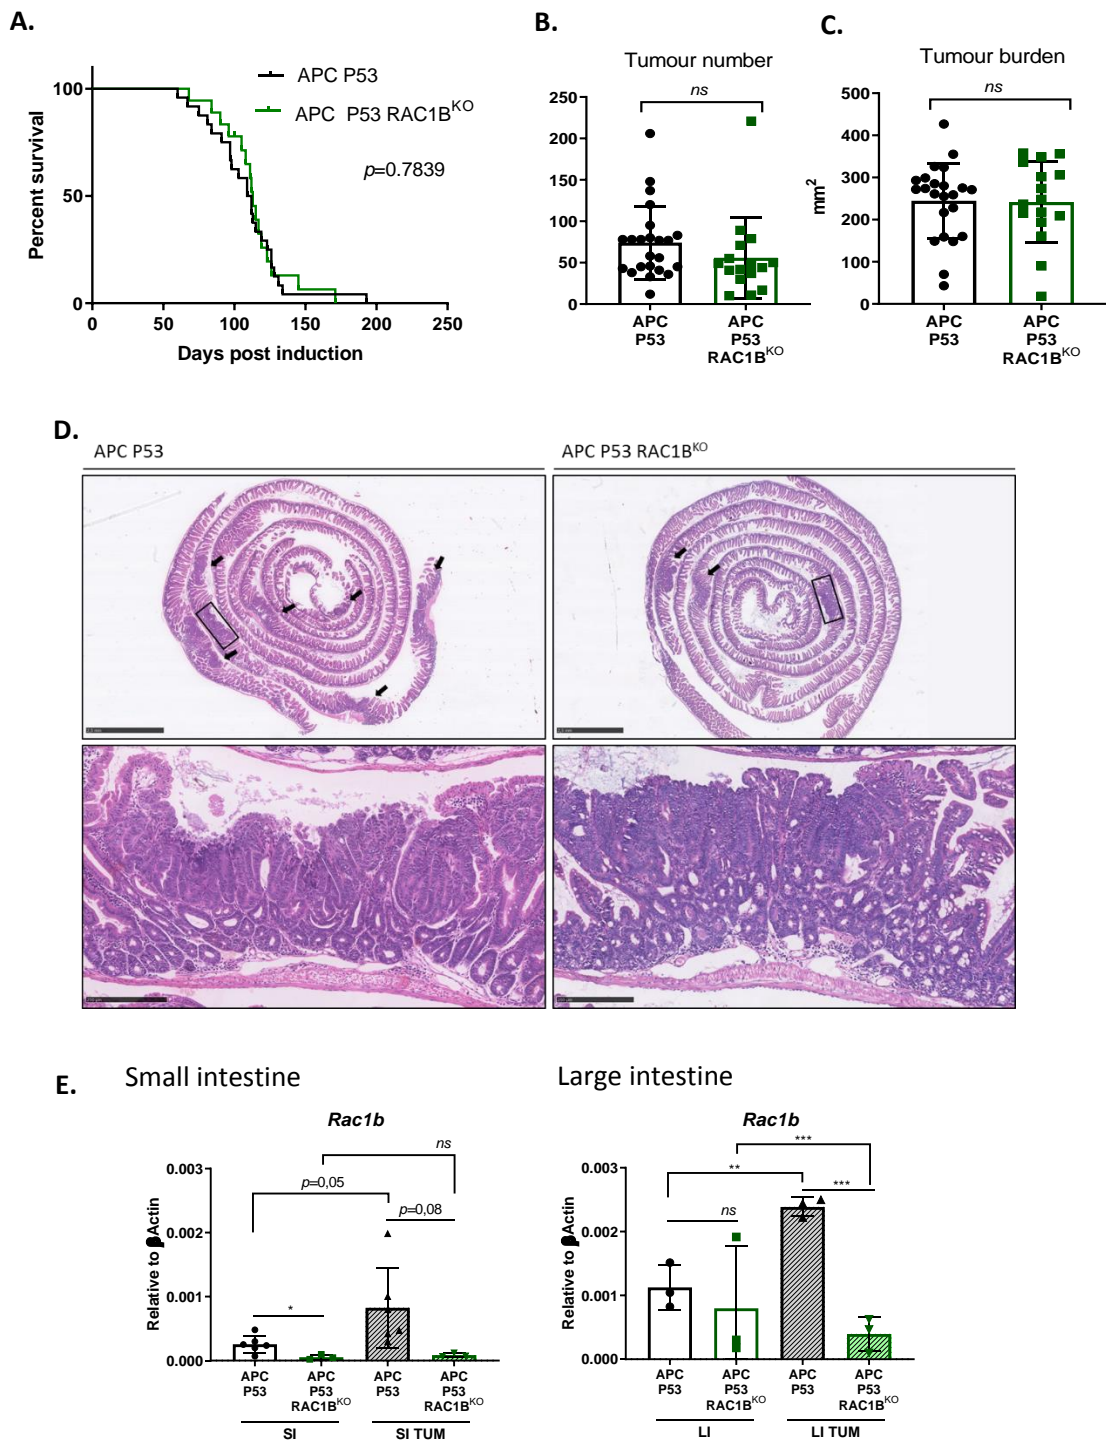 A.
APC P53
APC P53 RAC1B^KO
p=0.7839
Percent survival
100
50
0
0 50 100 150 200 250
Days post induction
B.
Tumour number
ns
250
200
150
100
50
0
APC P53
APC P53 RAC1B^KO
C.
Tumour burden
ns
mm²
500
400
300
200
100
0
APC P53
APC P53 RAC1B^KO
D.
APC P53
APC P53 RAC1B^KO
E.
Small intestine
Rac1b
ns
p=0,05
p=0,08
*
Relative to βActin
0.003
0.002
0.001
0.000
APC P53
APC P53 RAC1B^KO
APC P53
APC P53 RAC1B^KO
SI
SI TUM
Large intestine
Rac1b
***
**
***
ns
Relative to βActin
0.003
0.002
0.001
0.000
APC P53
APC P53 RAC1B^KO
APC P53
APC P53 RAC1B^KO
LI
LI TUM